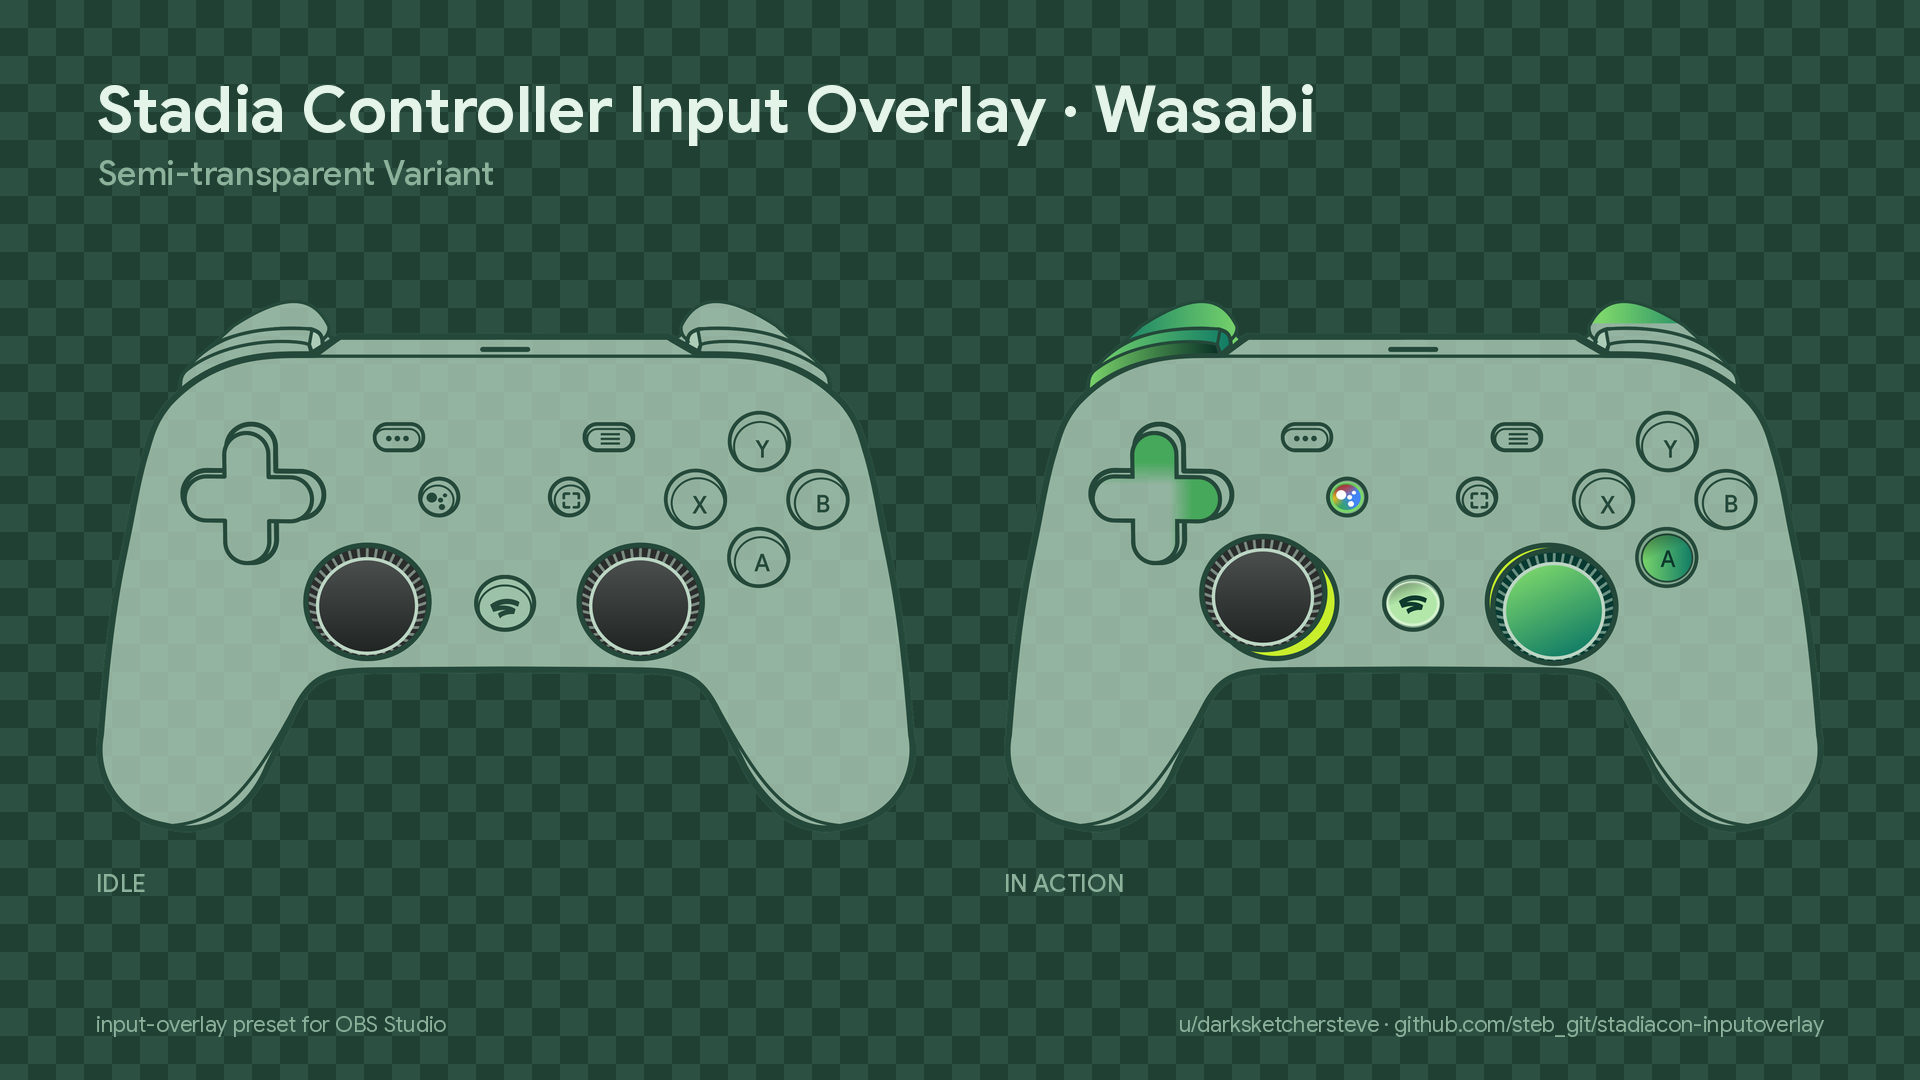 Stadia Controller Input Overlay · Wasabi
Semi-transparent Variant
Y
X
B
A
Y
X
B
A
IDLE
IN ACTION
input-overlay preset for OBS Studio
u/darksketchersteve · github.com/steb_git/stadiacon-inputoverlay